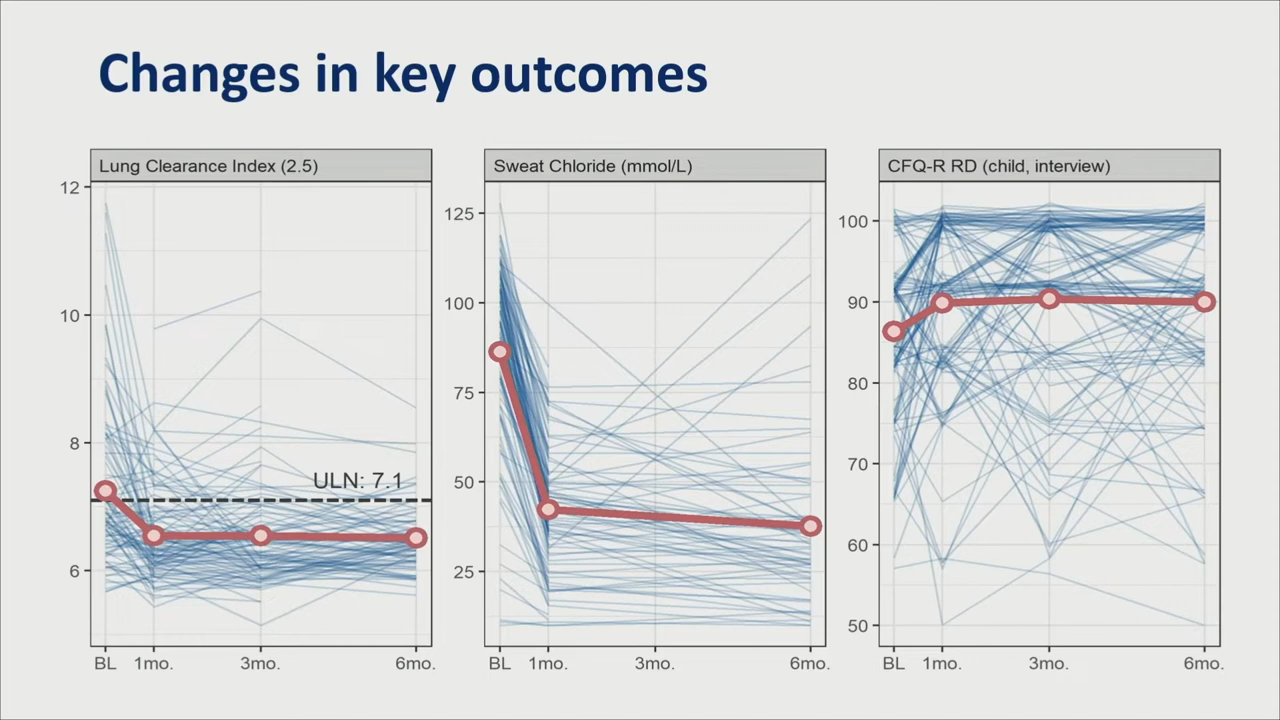 Changes in key outcomes
Lung Clearance Index (2.5)
12
10
8
6
ULN: 7.1
BL 1mo. 3mo. 6mo.
Sweat Chloride (mmol/L)
125
100
75
50
25
BL 1mo. 3mo. 6mo.
CFQ-R RD (child, interview)
100
90
80
70
60
50
BL 1mo. 3mo. 6mo.